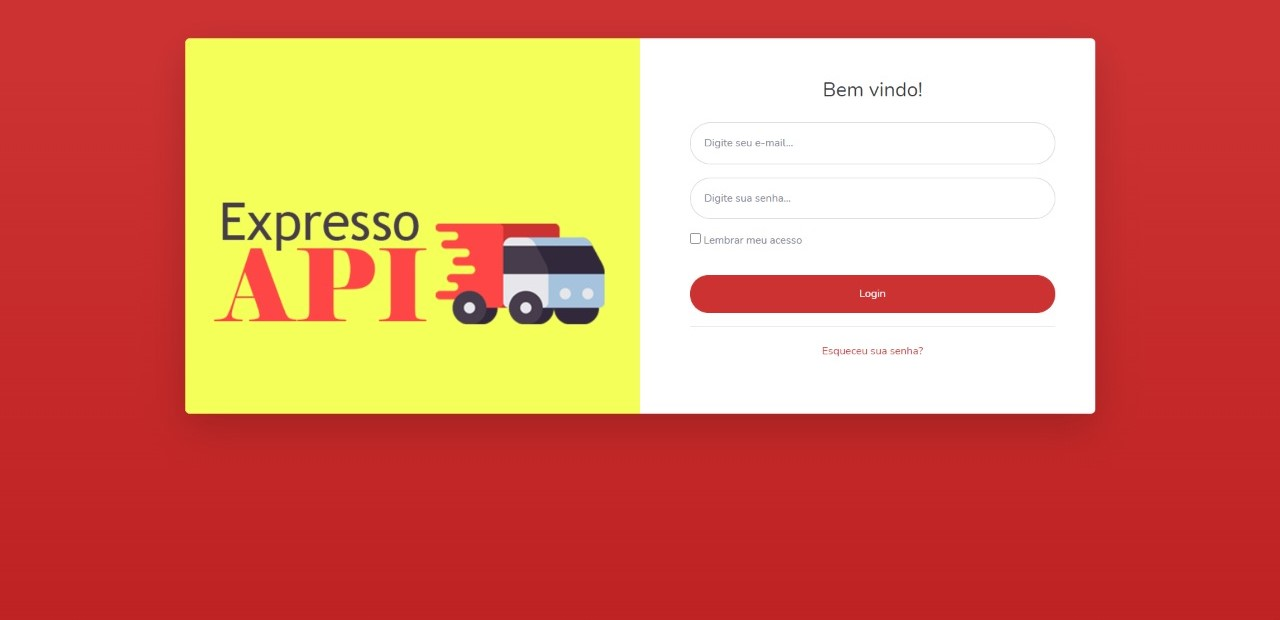 Expresso
API
Bem vindo!
Digite seu e-mail...
Digite sua senha...
Lembrar meu acesso
Login
Esqueceu sua senha?